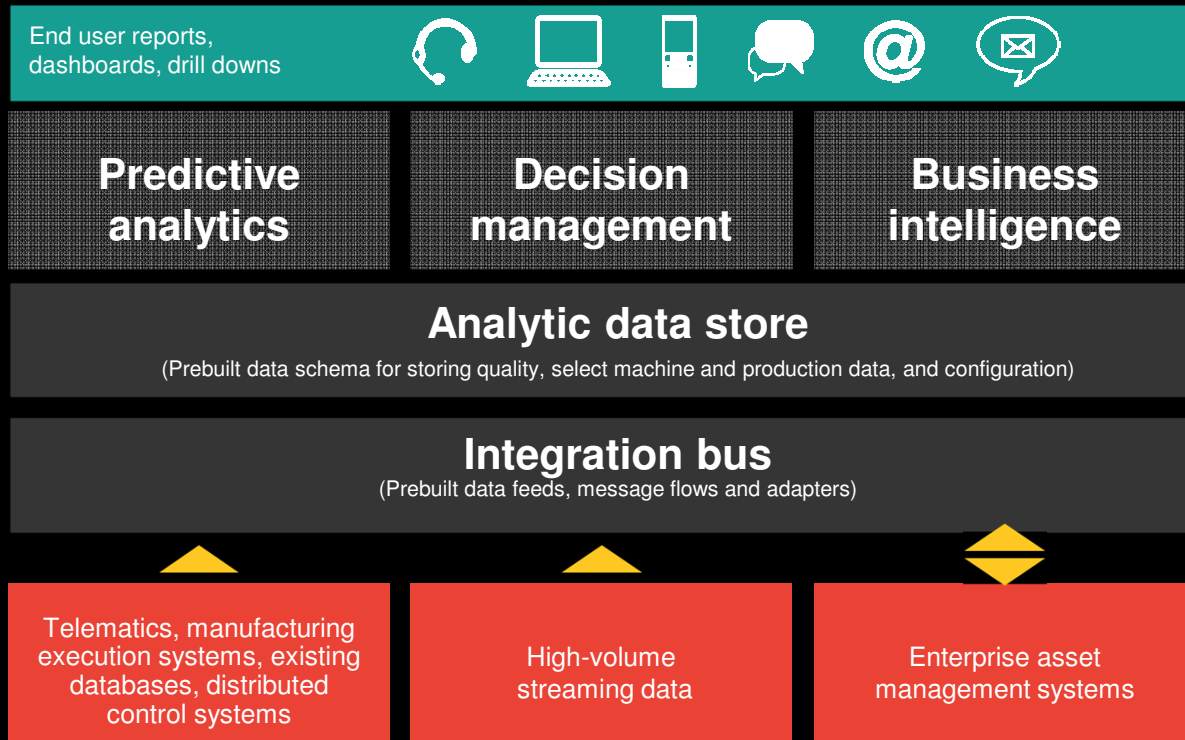 End user reports,
dashboards, drill downs
@
Predictive
analytics
Decision
management
Business
intelligence
Analytic data store
(Prebuilt data schema for storing quality, select machine and production data, and configuration)
Integration bus
(Prebuilt data feeds, message flows and adapters)
Telematics, manufacturing
execution systems, existing
databases, distributed
control systems
High-volume
streaming data
Enterprise asset
management systems